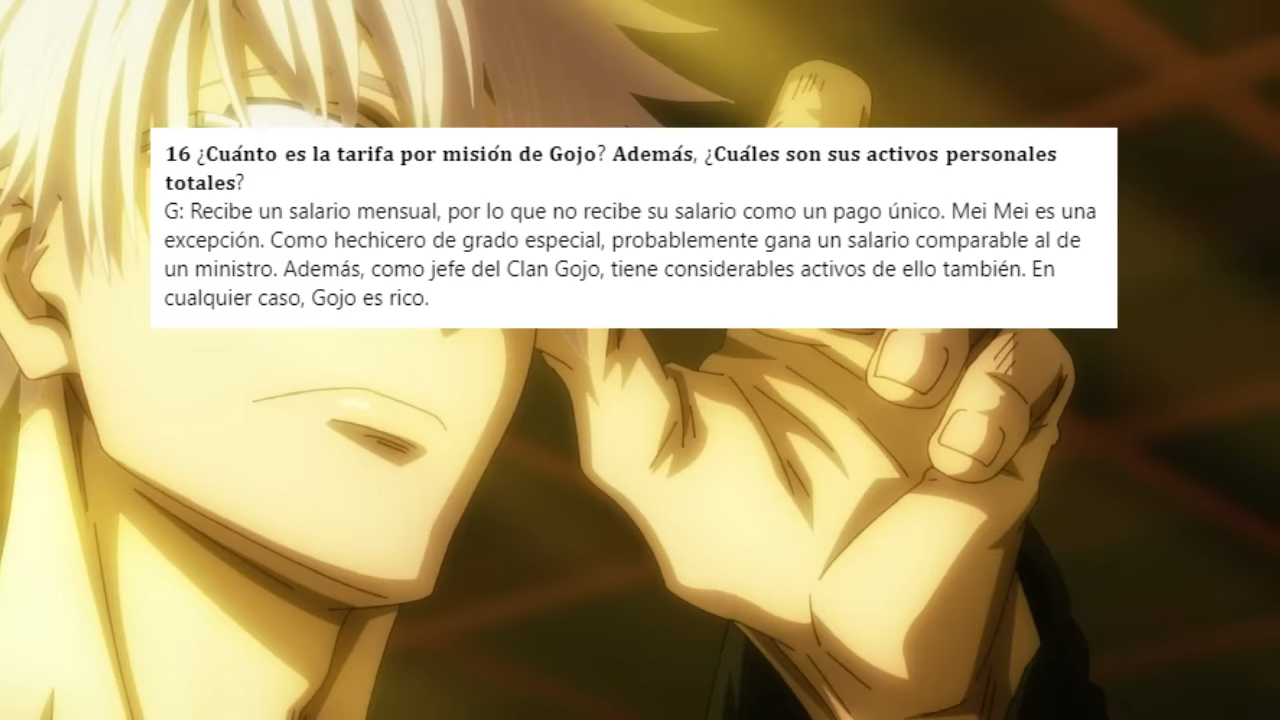 16 ¿Cuánto es la tarifa por misión de Gojo? Además, ¿Cuáles son sus activos personales
totales?
G: Recibe un salario mensual, por lo que no recibe su salario como un pago único. Mei Mei es una
excepción. Como hechicero de grado especial, probablemente gana un salario comparable al de
un ministro. Además, como jefe del Clan Gojo, tiene considerables activos de ello también. En
cualquier caso, Gojo es rico.